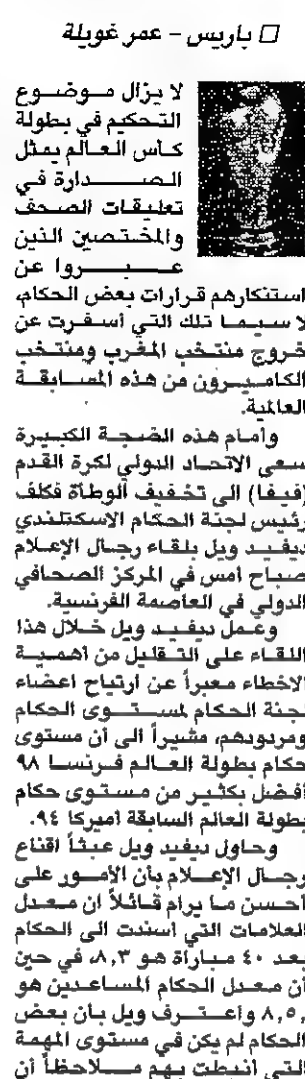 □ باريس - عمر غويلة
لا يزال موضوع
التحكيم في بطولة
كأس العالم يمثل
الصدارة في
تعليقات الصحف
والمختصين الذين
عبروا عن
استنكارهم قرارات بعض الحكام،
لا سيما تلك التي أسفرت عن
خروج منتخب المغرب ومنتخب
الكاميرون من هذه المسابقة
العالمية.
وأمام هذه الضجة الكبيرة
سعى الاتحاد الدولي لكرة القدم
(فيفا) إلى تخفيف الوطأة فكلف
رئيس لجنة الحكام الاسكتلندي
ديفيد ويل بلقاء رجال الإعلام
صباح أمس في المركز الصحافي
الدولي في العاصمة الفرنسية.
وعمل ديفيد ويل خلال هذا
اللقاء على التقليل من أهمية
الاخطاء معبراً عن ارتياح اعضاء
لجنة الحكام لمستوى الحكام
ومردودهم، مشيراً الى أن مستوى
حكام بطولة العالم فرنسا ٩٨
أفضل بكثير من مستوى حكام
بطولة العالم السابقة أميركا ٩٤.
وحاول ديفيد ويل عبثاً اقناع
رجال الإعلام بأن الأمور على
أحسن ما يرام قائلاً ان معدل
العلامات التي أسندت الى الحكام
بعد ٤٠ مباراة هو ٨,٣، في حين
أن معدل الحكام المساعدين هو
٨,٥, وأعترف ويل بأن بعض
الحكام لم يكن في مستوى المهمة
التي انيطت بهم ملاحظاً أن